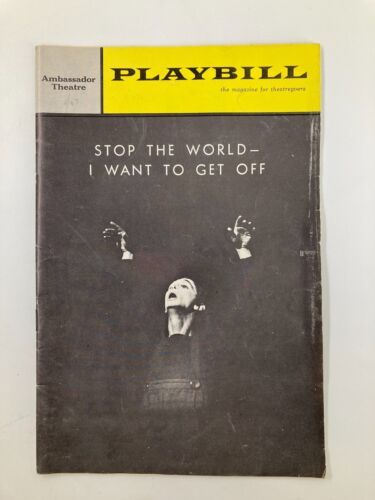 Ambassador
Theatre
PLAYBILL
the magazine for theatregoers
STOP THE WORLD–
I WANT TO GET OFF